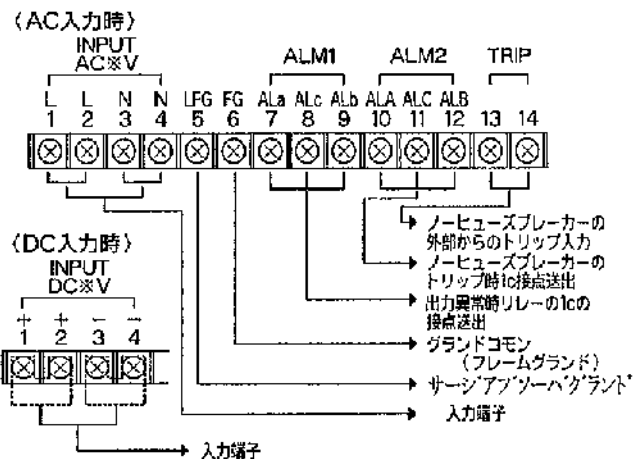 〈AC入力時〉
INPUT
AC※V
ALM1 ALM2 TRIP
L L N N LFG FG ALa ALc ALb ALA ALC ALB
1 2 3 4 5 6 7 8 9 10 11 12 13 14
ノーヒューズブレーカーの
外部からのトリップ入力
ノーヒューズブレーカーの
トリップ時1c接点送出
出力異常時リレーの1cの
接点送出
グランドコモン
(フレームグランド)
サージアブソーバグランド
入力端子
〈DC入力時〉
INPUT
DC※V
+ + − −
1 2 3 4
入力端子